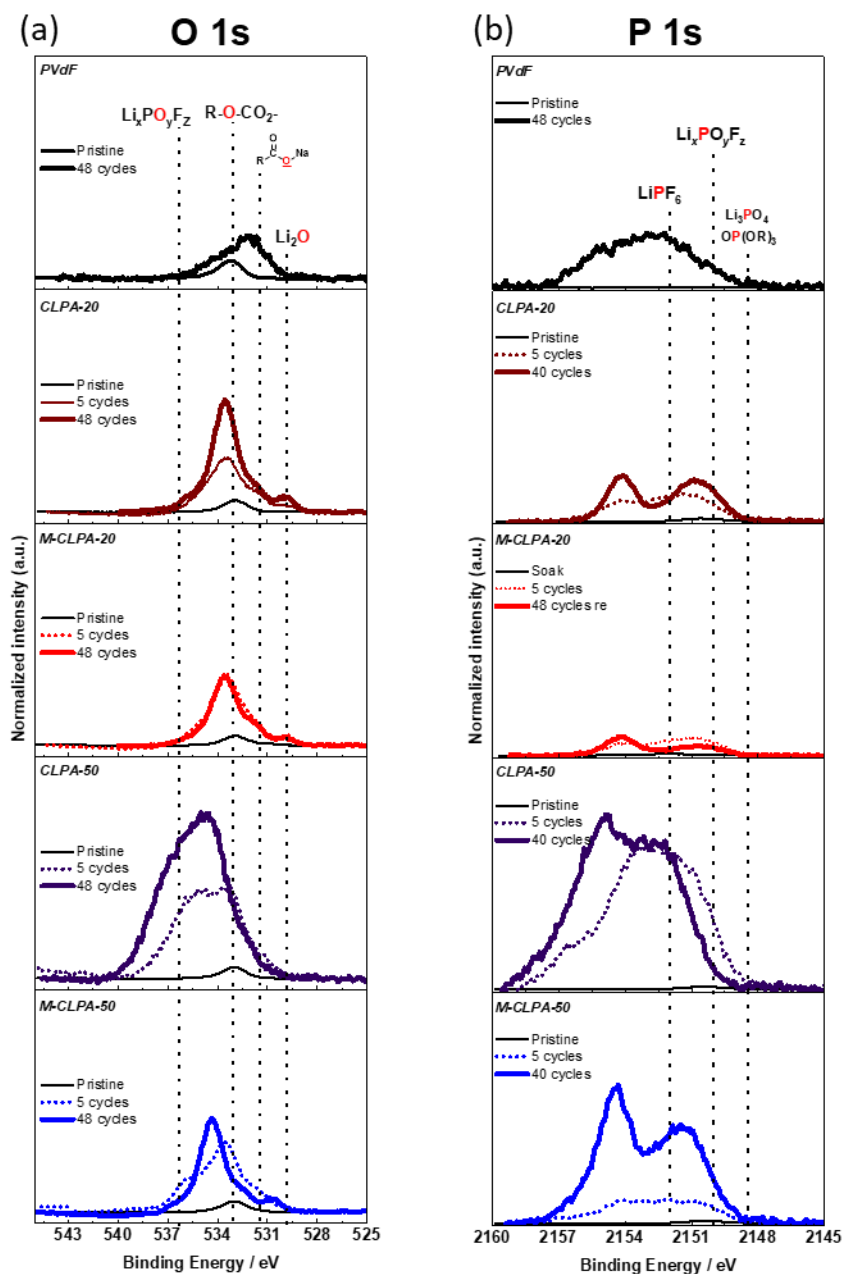 (a) O 1s
PVdF
LiₓPOᵧF_Z
R-O-CO₂-
O
R C O Na
Li₂O
Pristine
48 cycles
CLPA-20
Pristine
5 cycles
48 cycles
M-CLPA-20
Pristine
5 cycles
48 cycles
CLPA-50
Pristine
5 cycles
48 cycles
M-CLPA-50
Pristine
5 cycles
48 cycles
Normalized intensity (a.u.)
543 540 537 534 531 528 525
Binding Energy / eV
(b) P 1s
PVdF
Pristine
48 cycles
LiₓPOᵧF_z
LiPF₆
Li₃PO₄
OP(OR)₃
CLPA-20
Pristine
5 cycles
40 cycles
M-CLPA-20
Soak
5 cycles
48 cycles re
CLPA-50
Pristine
5 cycles
40 cycles
M-CLPA-50
Pristine
5 cycles
40 cycles
Normalized intensity (a.u.)
2160 2157 2154 2151 2148 2145
Binding Energy / eV